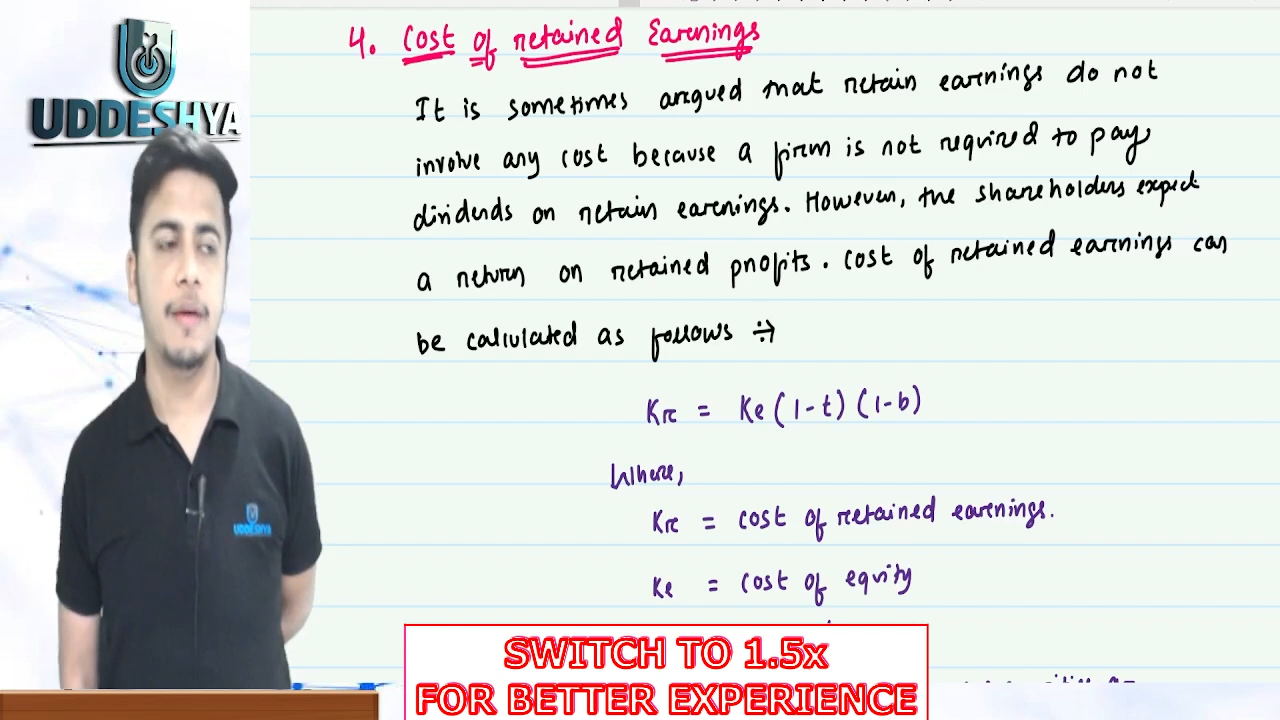 UDDESHYA
4. Cost of retained Earnings
It is sometimes argued that retain earnings do not
involve any cost because a firm is not required to pay
dividends on retain earnings. However, the shareholders expect
a return on retained profits. Cost of retained earnings can
be calculated as follows ÷→
Kr = Ke (1-t) (1-b)
Where,
Kr = Cost of retained earnings.
Ke = Cost of equity
UDDESHYA
SWITCH TO 1.5x
FOR BETTER EXPERIENCE